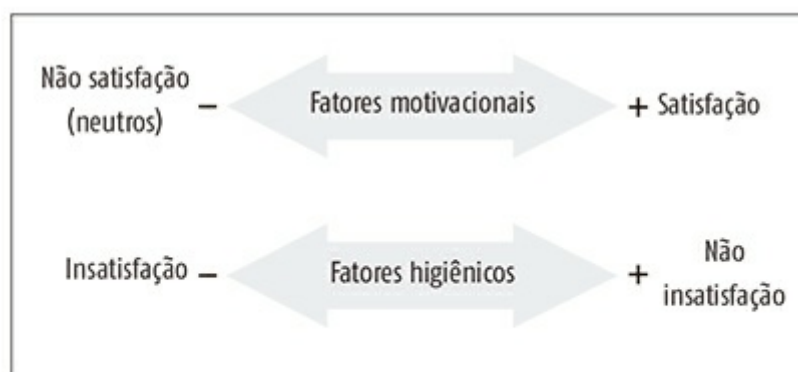 Não satisfação
(neutros)
–
Fatores motivacionais
+ Satisfação
Insatisfação –
Fatores higiênicos
+
Não
insatisfação